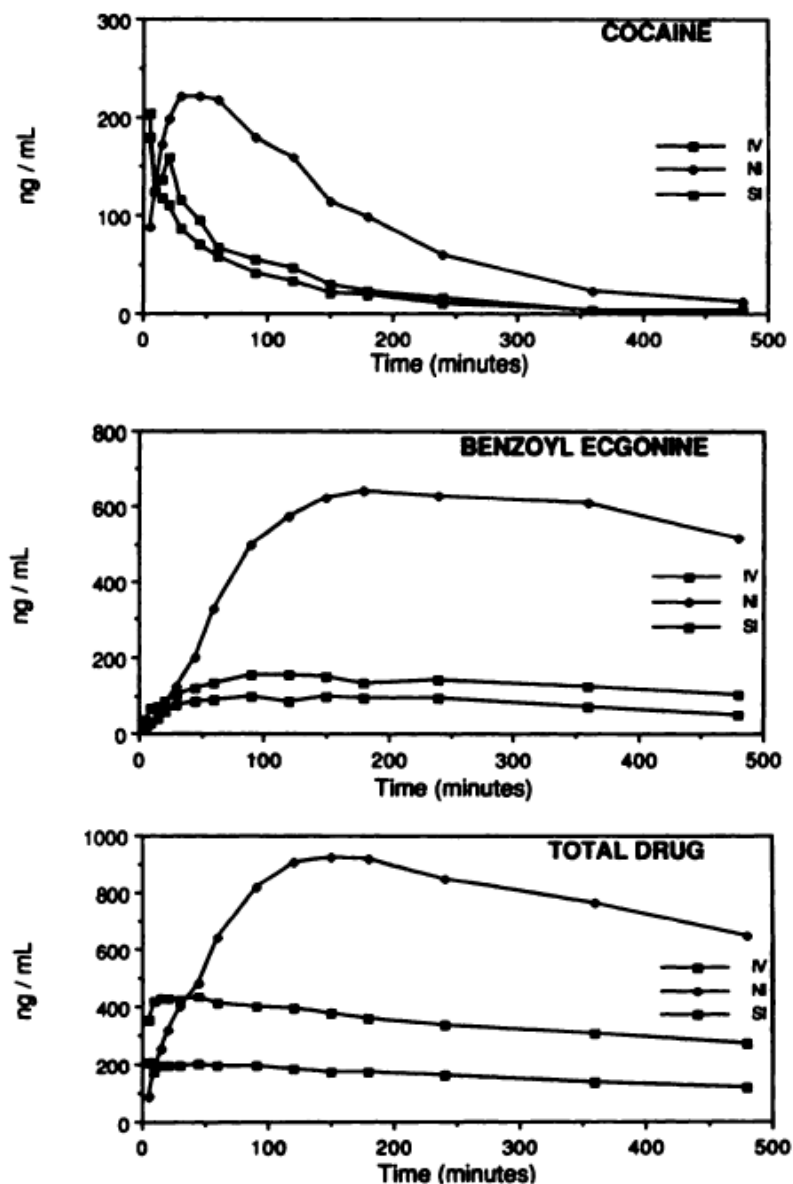 COCAINE
300
200
100
0
ng / mL
IV
NI
SI
0 100 200 300 400 500
Time (minutes)
BENZOYL ECGONINE
800
600
400
200
0
ng / mL
IV
NI
SI
0 100 200 300 400 500
Time (minutes)
TOTAL DRUG
1000
800
600
400
200
0
ng / mL
IV
NI
SI
0 100 200 300 400 500
Time (minutes)